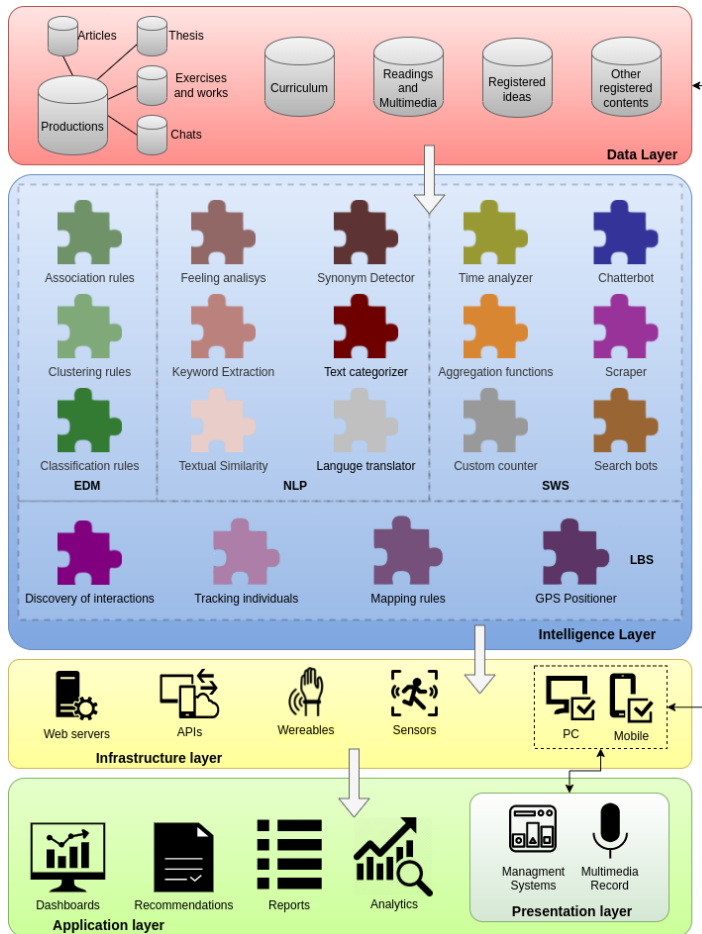 Articles
Thesis
Exercises
and works
Productions
Chats
Curriculum
Readings
and
Multimedia
Registered
ideas
Other
registered
contents
Data Layer
Association rules
Feeling analisys
Synonym Detector
Time analyzer
Chatterbot
Clustering rules
Keyword Extraction
Text categorizer
Aggregation functions
Scraper
Classification rules
Textual Similarity
Languge translator
Custom counter
Search bots
EDM
NLP
SWS
LBS
Discovery of interactions
Tracking individuals
Mapping rules
GPS Positioner
Intelligence Layer
Web servers
APIs
Wereables
Sensors
PC
Mobile
Infrastructure layer
Dashboards
Recommendations
Reports
Analytics
Managment
Systems
Multimedia
Record
Presentation layer
Application layer